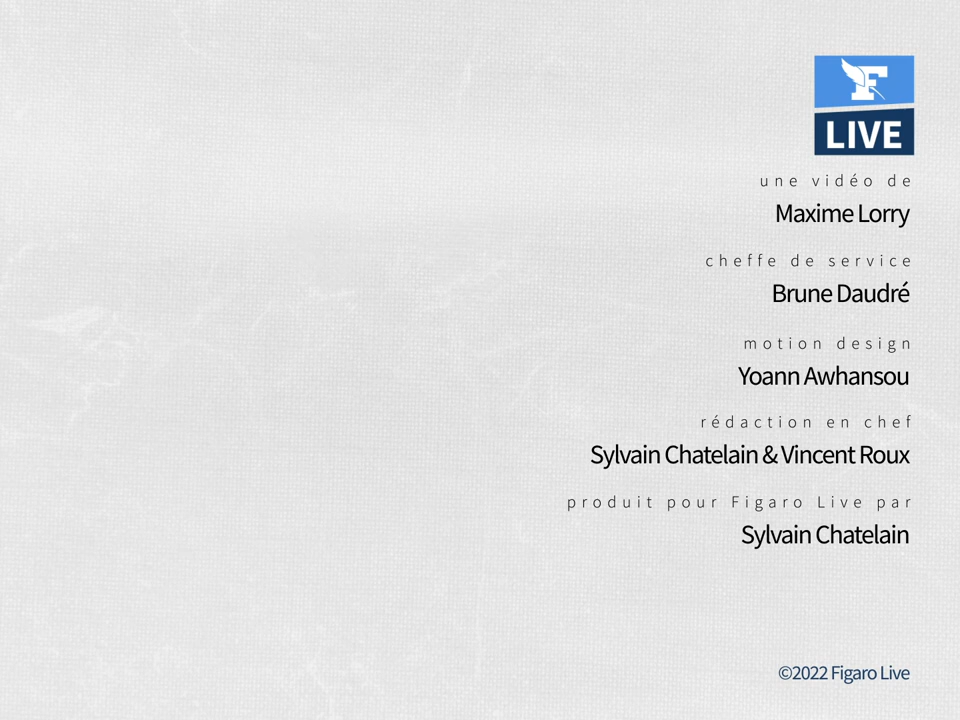 F
LIVE
une vidéo de
Maxime Lorry
cheffe de service
Brune Daudré
motion design
Yoann Awhansou
rédaction en chef
Sylvain Chatelain & Vincent Roux
produit pour Figaro Live par
Sylvain Chatelain
©2022 Figaro Live